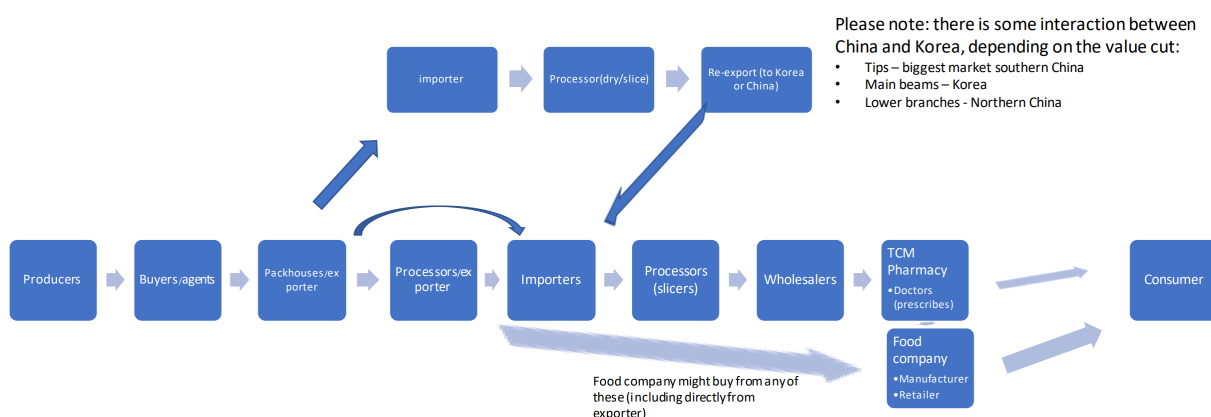 Please note: there is some interaction between
China and Korea, depending on the value cut:
• Tips – biggest market southern China
• Main beams – Korea
• Lower branches - Northern China
importer
Processor(dry/slice)
Re-export (to Korea
or China)
Producers
Buyers/agents
Packhouses/ex
porter
Processors/ex
porter
Importers
Processors
(slicers)
Wholesalers
TCM
Pharmacy
•Doctors
(prescribes)
Consumer
Food
company
•Manufacturer
•Retailer
Food company might buy from any of
these (including directly from
exporter)